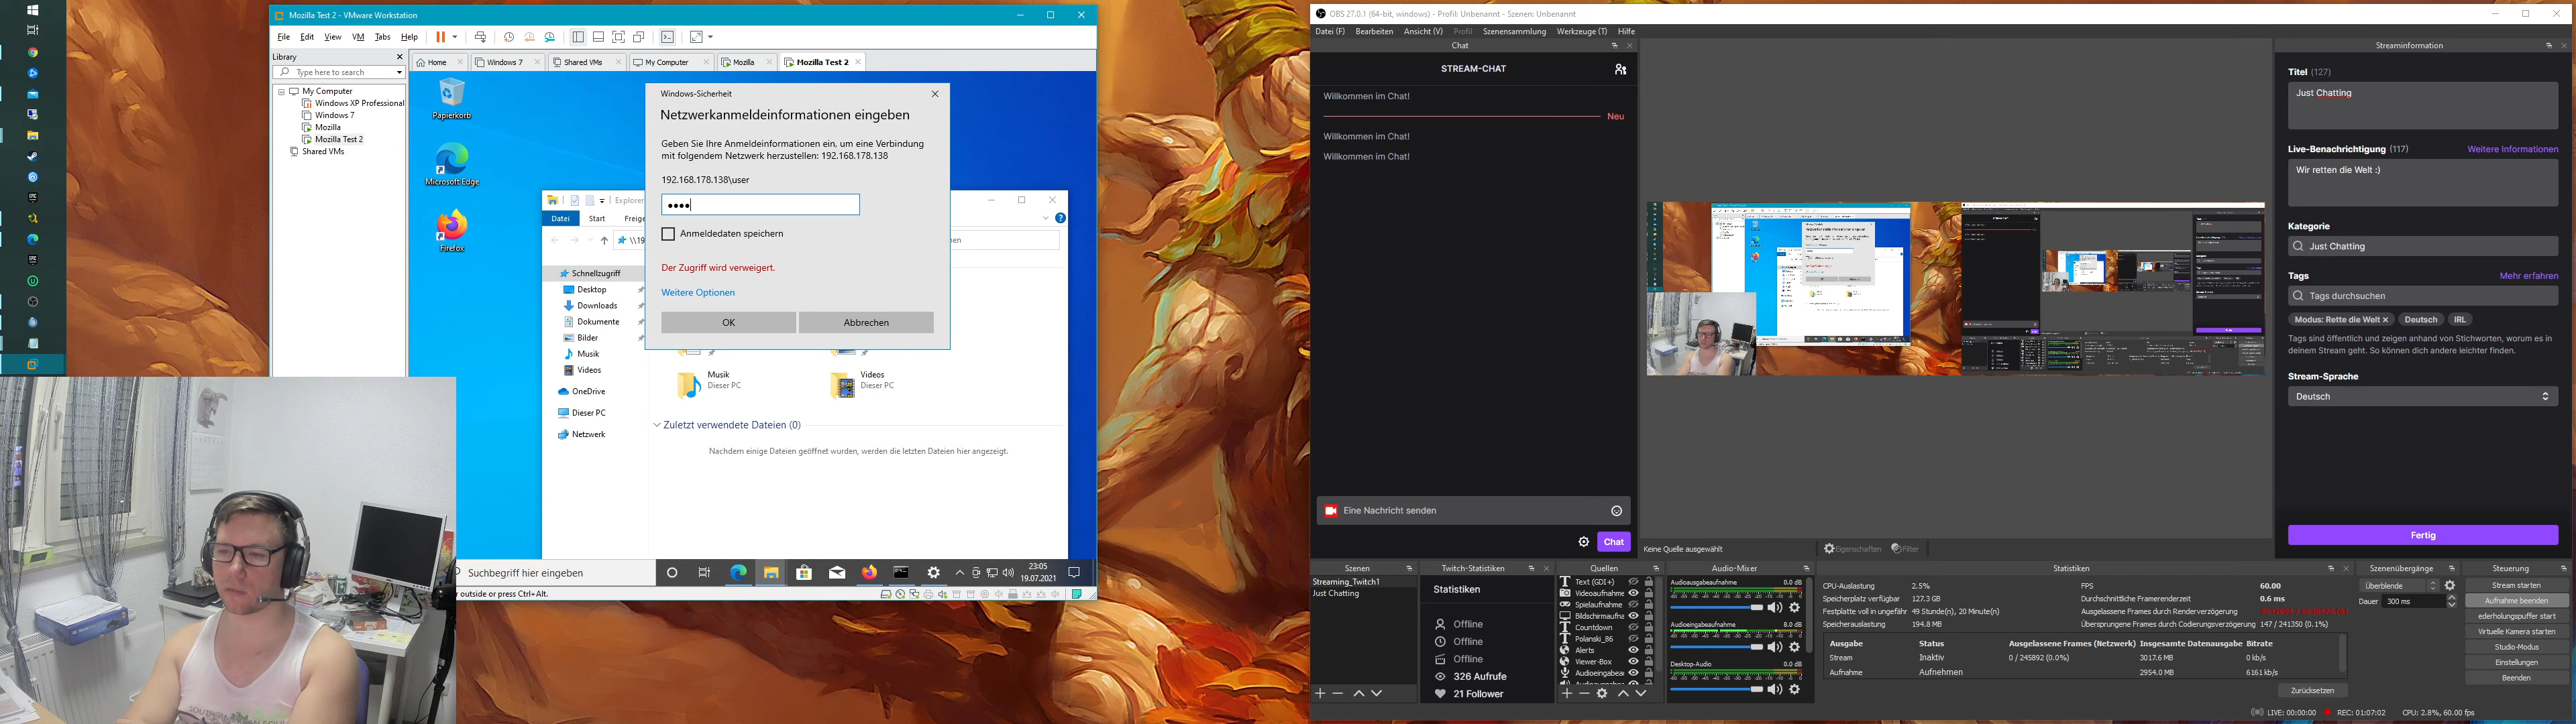 Mozilla Test 2 - VMware Workstation
File Edit View VM Tabs Help
Library
Type here to search
My Computer
Windows XP Professional
Windows 7
Mozilla
Mozilla Test 2
Shared VMs
Home
Windows 7
Shared VMs
My Computer
Mozilla
Mozilla Test 2
Papierkorb
Microsoft Edge
Firefox
Windows-Sicherheit
Netzwerkanmeldeinformationen eingeben
Geben Sie Ihre Anmeldeinformationen ein, um eine Verbindung
mit folgendem Netzwerk herzustellen: 192.168.178.138
192.168.178.138\user
●●●●
Anmeldedaten speichern
Der Zugriff wird verweigert.
Weitere Optionen
OK
Abbrechen
Explorer
Datei
Start
Freige
\\19
Schnellzugriff
Desktop
Downloads
Dokumente
Bilder
Musik
Videos
OneDrive
Dieser PC
Netzwerk
Musik
Dieser PC
Videos
Dieser PC
Zuletzt verwendete Dateien (0)
Nachdem einige Dateien geöffnet wurden, werden die letzten Dateien hier angezeigt.
Suchbegriff hier eingeben
23:05
19.07.2021
outside or press Ctrl+Alt.
OBS 27.0.1 (64-bit, windows) - Profil: Unbenannt - Szenen: Unbenannt
Datei (F) Bearbeiten Ansicht (V) Profil Szenensammlung Werkzeuge (T) Hilfe
Chat
STREAM-CHAT
Willkommen im Chat!
Neu
Willkommen im Chat!
Willkommen im Chat!
Eine Nachricht senden
Chat
Streaminformation
Titel (127)
Just Chatting
Live-Benachrichtigung (117)
Weitere Informationen
Wir retten die Welt :)
Kategorie
Just Chatting
Tags
Mehr erfahren
Tags durchsuchen
Modus: Rette die Welt
Deutsch
IRL
Tags sind öffentlich und zeigen anhand von Stichworten, worum es in
deinem Stream geht. So können dich andere leichter finden.
Stream-Sprache
Deutsch
Fertig
Keine Quelle ausgewählt
Eigenschaften
Filter
Szenen
Streaming_Twitch1
Just Chatting
Twitch-Statistiken
Statistiken
Offline
Offline
Offline
326 Aufrufe
21 Follower
Quellen
Text (GDI+)
Videoaufnahme
Spielaufnahme
Bildschirmaufna
Countdown
Polanski_86
Alerts
Viewer-Box
Audioeingabea
Audio-Mixer
Audioausgabeaufnahme
0.0 dB
Audioeingabeaufnahme
8.0 dB
Desktop-Audio
0.0 dB
Statistiken
CPU-Auslastung 2.5%
Speicherplatz verfügbar 127.3 GB
Festplatte voll in ungefähr 49 Stunde(n), 20 Minute(n)
Speicherauslastung 194.8 MB
FPS 60.00
Durchschnittliche Framerenderzeit 0.6 ms
Ausgelassene Frames durch Renderverzögerung
Übersprungene Frames durch Codierungsverzögerung 147 / 241350 (0.1%)
Ausgabe Status Ausgelassene Frames (Netzwerk) Insgesamte Datenausgabe Bitrate
Stream Inaktiv 0 / 245892 (0.0%) 3017.6 MB 0 kb/s
Aufnahme Aufnehmen 2954.0 MB 6161 kb/s
Zurücksetzen
Szenenübergänge
Überblende
Dauer 300 ms
Steuerung
Stream starten
Aufnahme beenden
ederholungspuffer start
Virtuelle Kamera starten
Studio-Modus
Einstellungen
Beenden
LIVE: 00:00:00
REC: 01:07:02
CPU: 2.8%, 60.00 fps